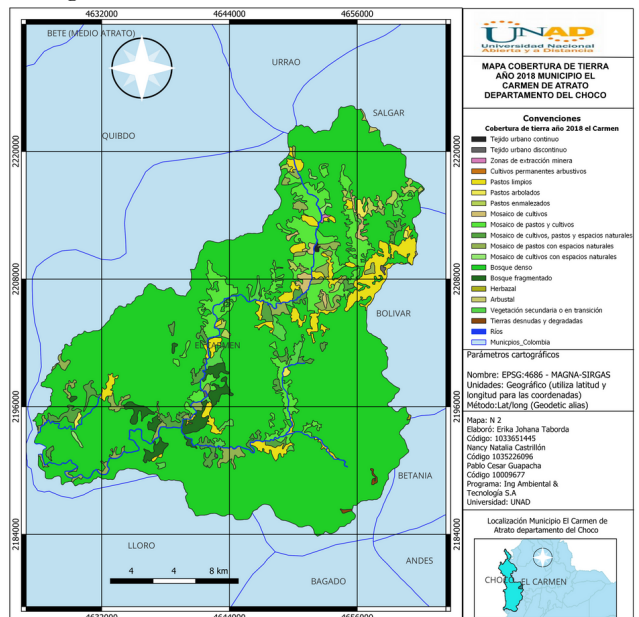 4632000
4644000
4656000
BETE (MEDIO ATRATO)
URRAO
SALGAR
QUIBDO
2220000
2220000
2208000
2208000
BOLIVAR
EL CARMEN
2196000
2196000
BETANIA
2184000
2184000
LLORO
ANDES
BAGADO
4 4 8 km
4632000
4644000
4656000
UNAD
Universidad Nacional
Abierta y a Distancia
MAPA COBERTURA DE TIERRA
AÑO 2018 MUNICIPIO EL
CARMEN DE ATRATO
DEPARTAMENTO DEL CHOCO
Convenciones
Cobertura de tierra año 2018 el Carmen
Tejido urbano continuo
Tejido urbano discontinuo
Zonas de extracción minera
Cultivos permanentes arbustivos
Pastos limpios
Pastos arbolados
Pastos enmalezados
Mosaico de cultivos
Mosaico de pastos y cultivos
Mosaico de cultivos, pastos y espacios naturales
Mosaico de pastos con espacios naturales
Mosaico de cultivos con espacios naturales
Bosque denso
Bosque fragmentado
Herbazal
Arbustal
Vegetación secundaria o en transición
Tierras desnudas y degradadas
Ríos
Municpios_Colombia
Parámetros cartográficos
Nombre: EPSG:4686 - MAGNA-SIRGAS
Unidades: Geográfico (utiliza latitud y
longitud para las coordenadas)
Método:Lat/long (Geodetic alias)
Mapa: N 2
Elaboró: Erika Johana Taborda
Código: 1033651445
Nancy Natalia Castrillón
Código 1035226096
Pablo Cesar Guapacha
Código 10009677
Programa: Ing Ambiental &
Tecnología S.A
Universidad: UNAD
Localización Municipio El Carmen de
Atrato departamento del Choco
CHOCO
EL CARMEN